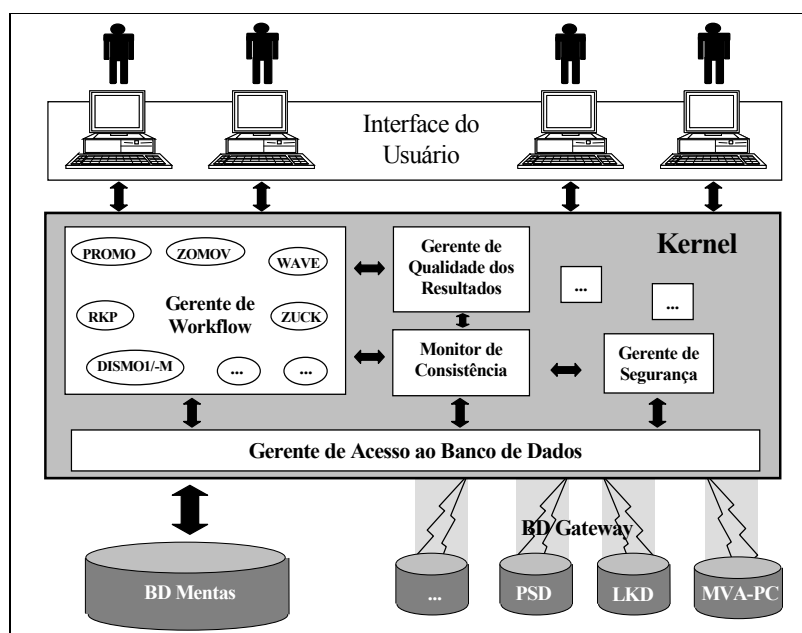 Interface do
Usuário
Kernel
PROMO
ZOMOV
WAVE
RKP
Gerente de
Workflow
ZUCK
DISMO1/-M
...
...
Gerente de
Qualidade dos
Resultados
...
...
Monitor de
Consistência
Gerente de
Segurança
Gerente de Acesso ao Banco de Dados
BD Gateway
BD Mentas
...
PSD
LKD
MVA-PC